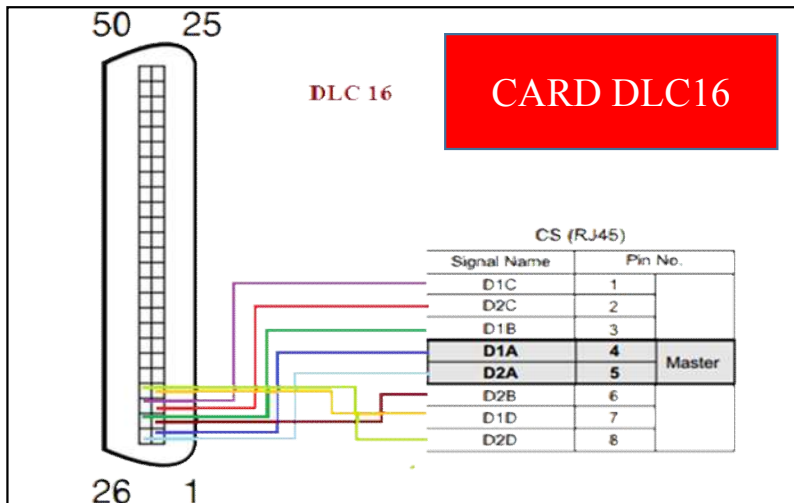 50 25
DLC 16
CARD DLC16
CS (RJ45)
Signal Name Pin No.
D1C 1
D2C 2
D1B 3
D1A 4
D2A 5
Master
D2B 6
D1D 7
D2D 8
26 1